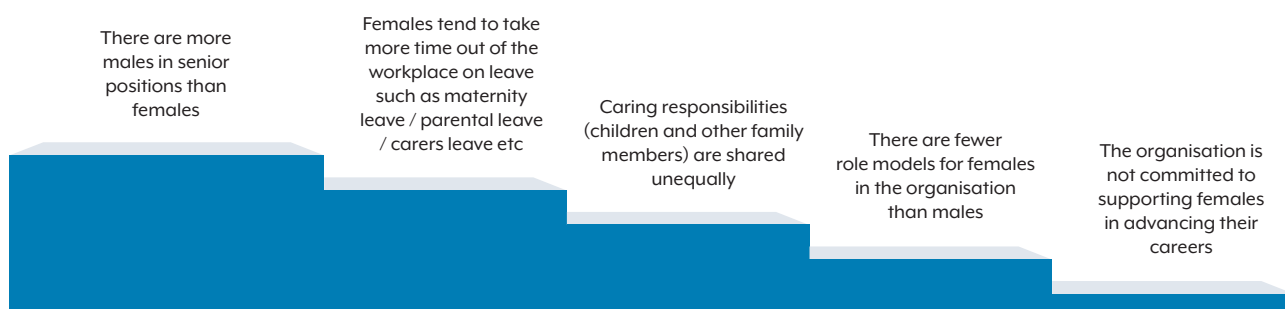 There are more
males in senior
positions than
females
Females tend to take
more time out of the
workplace on leave
such as maternity
leave / parental leave
/ carers leave etc
Caring responsibilities
(children and other family
members) are shared
unequally
There are fewer
role models for females
in the organisation
than males
The organisation is
not committed to
supporting females
in advancing their
careers